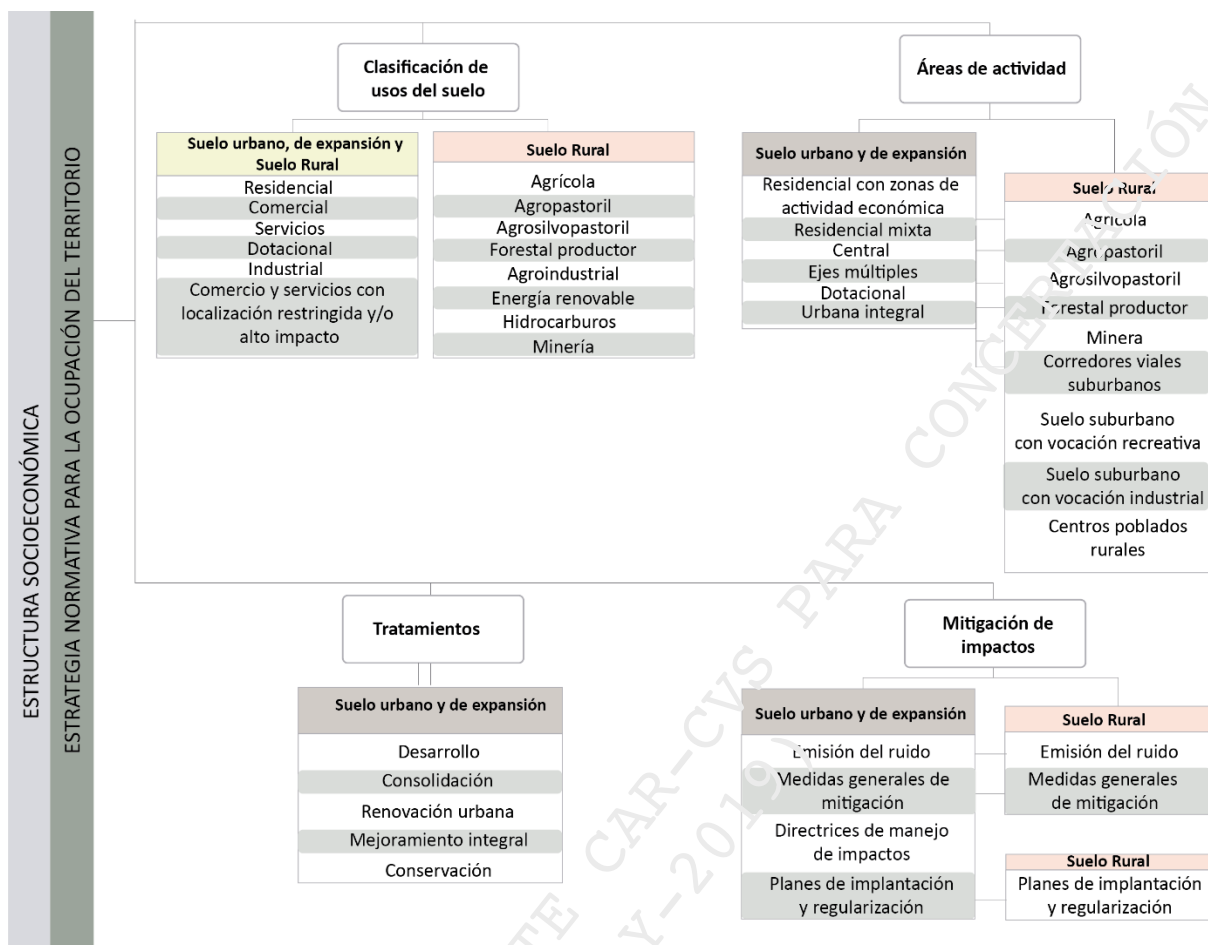 ESTRUCTURA SOCIOECONÓMICA
ESTRATEGIA NORMATIVA PARA LA OCUPACIÓN DEL TERRITORIO
Clasificación de
usos del suelo
Suelo urbano, de expansión y
Suelo Rural
Residencial
Comercial
Servicios
Dotacional
Industrial
Comercio y servicios con
localización restringida y/o
alto impacto
Suelo Rural
Agrícola
Agropastoril
Agrosilvopastoril
Forestal productor
Agroindustrial
Energía renovable
Hidrocarburos
Minería
Áreas de actividad
Suelo urbano y de expansión
Residencial con zonas de
actividad económica
Residencial mixta
Central
Ejes múltiples
Dotacional
Urbana integral
Suelo Rural
Agrícola
Agropastoril
Agrosilvopastoril
Forestal productor
Minera
Corredores viales
suburbanos
Suelo suburbano
con vocación recreativa
Suelo suburbano
con vocación industrial
Centros poblados
rurales
Tratamientos
Suelo urbano y de expansión
Desarrollo
Consolidación
Renovación urbana
Mejoramiento integral
Conservación
Mitigación de
impactos
Suelo urbano y de expansión
Emisión del ruido
Medidas generales de
mitigación
Directrices de manejo
de impactos
Planes de implantación
y regularización
Suelo Rural
Emisión del ruido
Medidas generales
de mitigación
Suelo Rural
Planes de implantación
y regularización
CAR-CVS PARA CONCERTACIÓN
Y-2019)